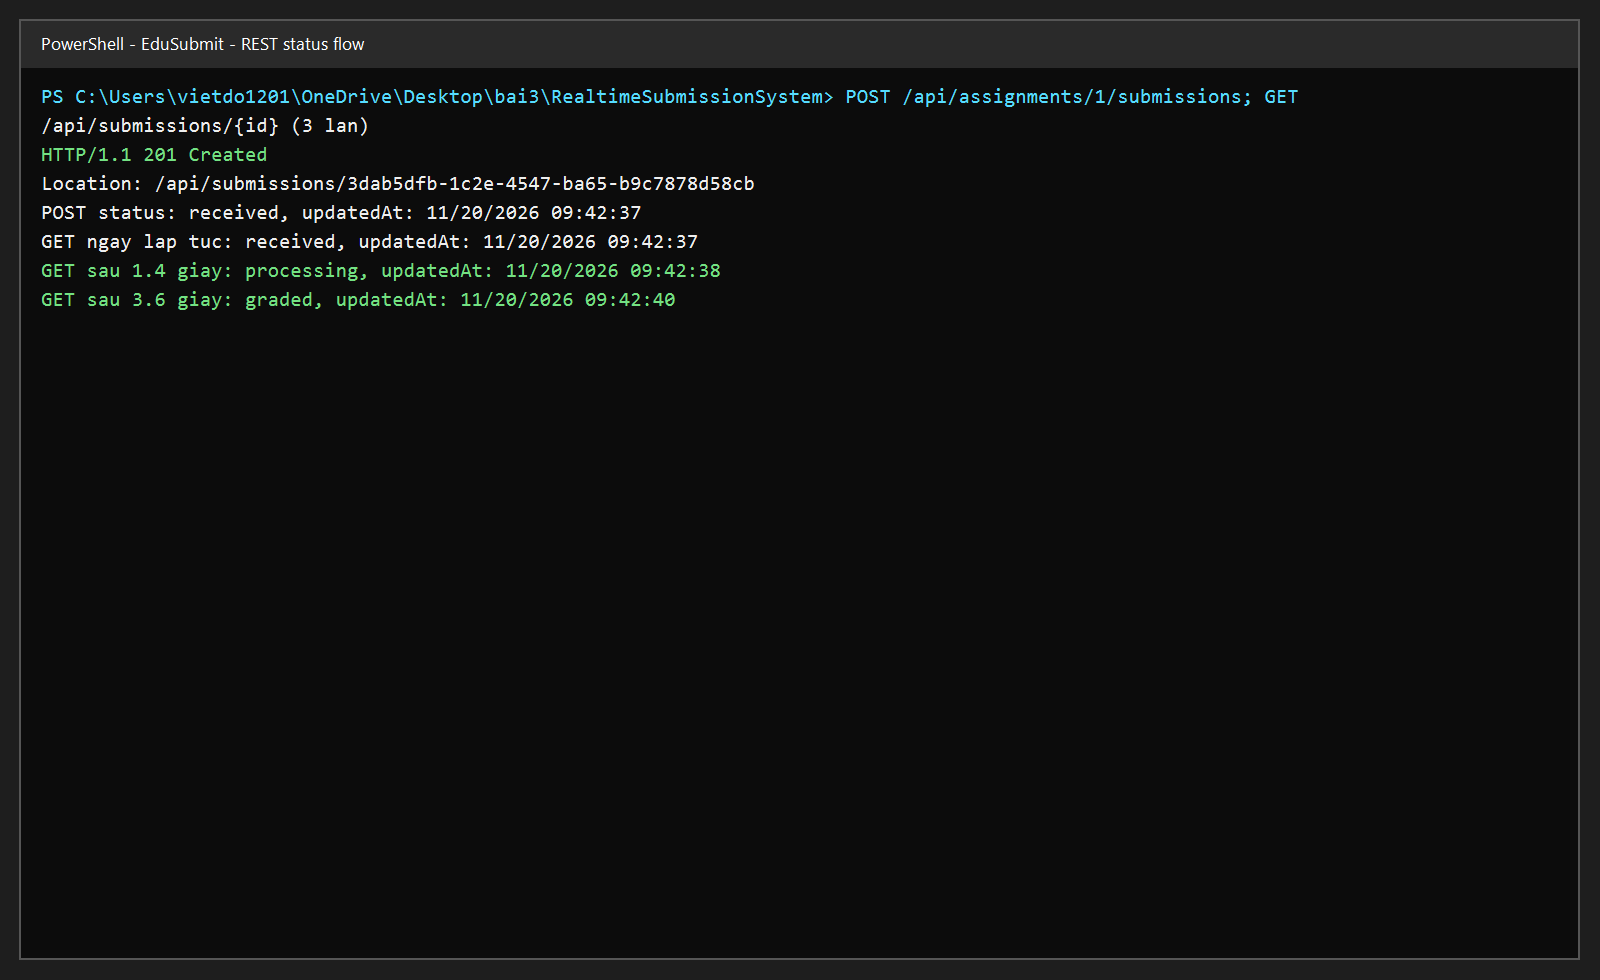 PowerShell - EduSubmit - REST status flow
PS C:\Users\vietdo1201\OneDrive\Desktop\bai3\RealtimeSubmissionSystem> POST /api/assignments/1/submissions; GET
/api/submissions/{id} (3 lan)
HTTP/1.1 201 Created
Location: /api/submissions/3dab5dfb-1c2e-4547-ba65-b9c7878d58cb
POST status: received, updatedAt: 11/20/2026 09:42:37
GET ngay lap tuc: received, updatedAt: 11/20/2026 09:42:37
GET sau 1.4 giay: processing, updatedAt: 11/20/2026 09:42:38
GET sau 3.6 giay: graded, updatedAt: 11/20/2026 09:42:40